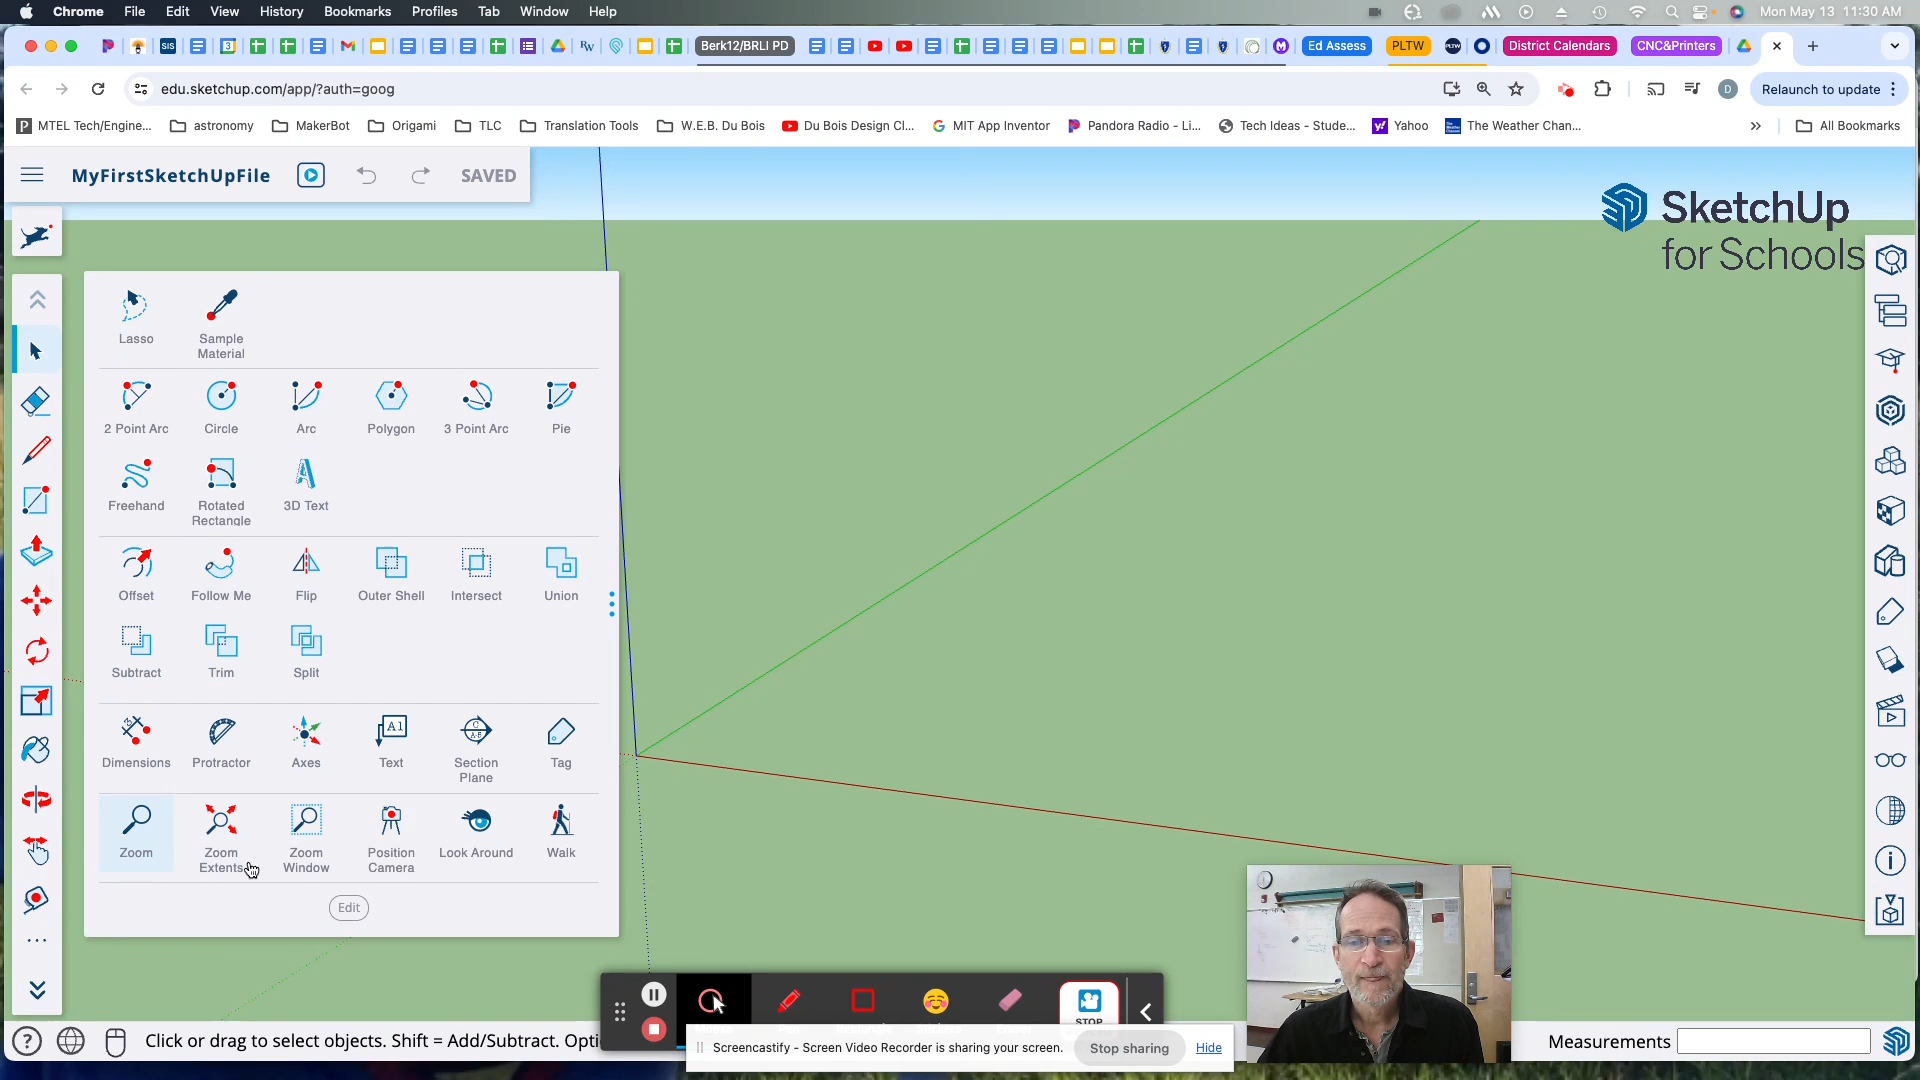 Chrome File Edit View History Bookmarks Profiles Tab Window Help
Mon May 13 11:30 AM
SIS
Berk12/BRLI PD
Ed Assess
PLTW
PLTW
District Calendars
CNC&Printers
edu.sketchup.com/app/?auth=goog
D
Relaunch to update
MTEL Tech/Engine...
astronomy
MakerBot
Origami
TLC
Translation Tools
W.E.B. Du Bois
Du Bois Design Cl...
MIT App Inventor
Pandora Radio - Li...
Tech Ideas - Stude...
Yahoo
The Weather Chan...
All Bookmarks
MyFirstSketchUpFile
SAVED
SketchUp
for Schools
Lasso
Sample
Material
2 Point Arc
Circle
Arc
Polygon
3 Point Arc
Pie
Freehand
Rotated
Rectangle
3D Text
Offset
Follow Me
Flip
Outer Shell
Intersect
Union
Subtract
Trim
Split
Dimensions
Protractor
Axes
A1
Text
Section
Plane
Tag
Zoom
Zoom
Extents
Zoom
Window
Position
Camera
Look Around
Walk
Edit
STOP
Click or drag to select objects. Shift = Add/Subtract. Opti
Screencastify - Screen Video Recorder is sharing your screen.
Stop sharing
Hide
Measurements